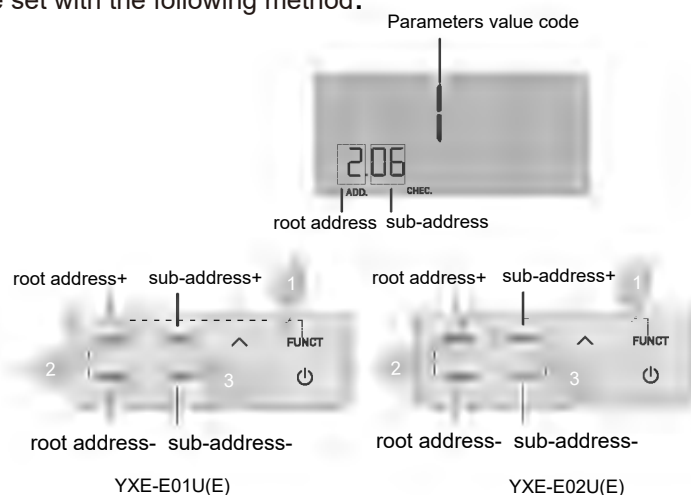 e set with the following method.
Parameters value code
1
2.06
ADD. CHEC.
root address sub-address
root address+ sub-address+ 1
FUNCT
2 3
root address- sub-address-
YXE-E01U(E)
root address+ sub-address+ 1
FUNCT
2 3
root address- sub-address-
YXE-E02U(E)